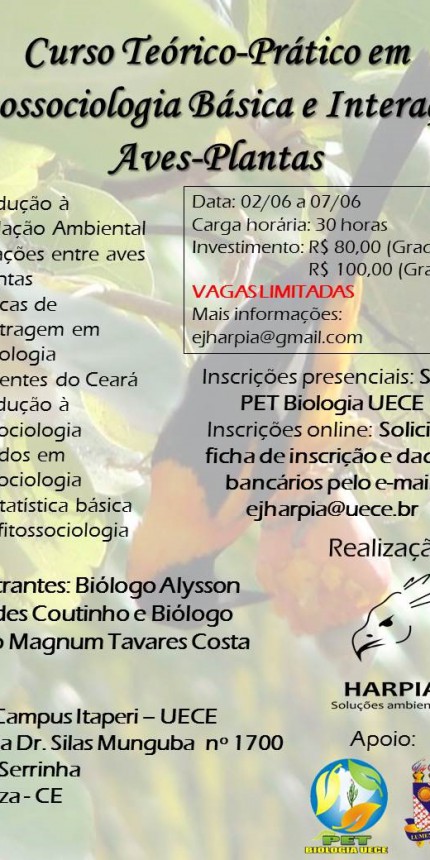 Curso Teórico-Prático em
ossociologia Básica e Intera
Aves-Plantas
dução à
lação Ambiental
ações entre aves
ntas
cas de
tragem em
ologia
entes do Ceará
dução à
sociologia
dos em
sociologia
tatística básica
fitossociologia
Data: 02/06 a 07/06
Carga horária: 30 horas
Investimento: R$ 80,00 (Grad
R$ 100,00 (Gra
VAGAS LIMITADAS
Mais informações:
ejharpia@gmail.com
Inscrições presenciais: S
PET Biologia UECE
Inscrições online: Solici
ficha de inscrição e dad
bancários pelo e-mai
ejharpia@uece.br
Realizaçã
trantes: Biólogo Alysson
des Coutinho e Biólogo
o Magnum Tavares Costa
HARPIA
Soluções ambien
Campus Itaperi – UECE
a Dr. Silas Munguba nº 1700
Serrinha
za - CE
Apoio:
PET
BIOLOGIA UECE
LUMEN